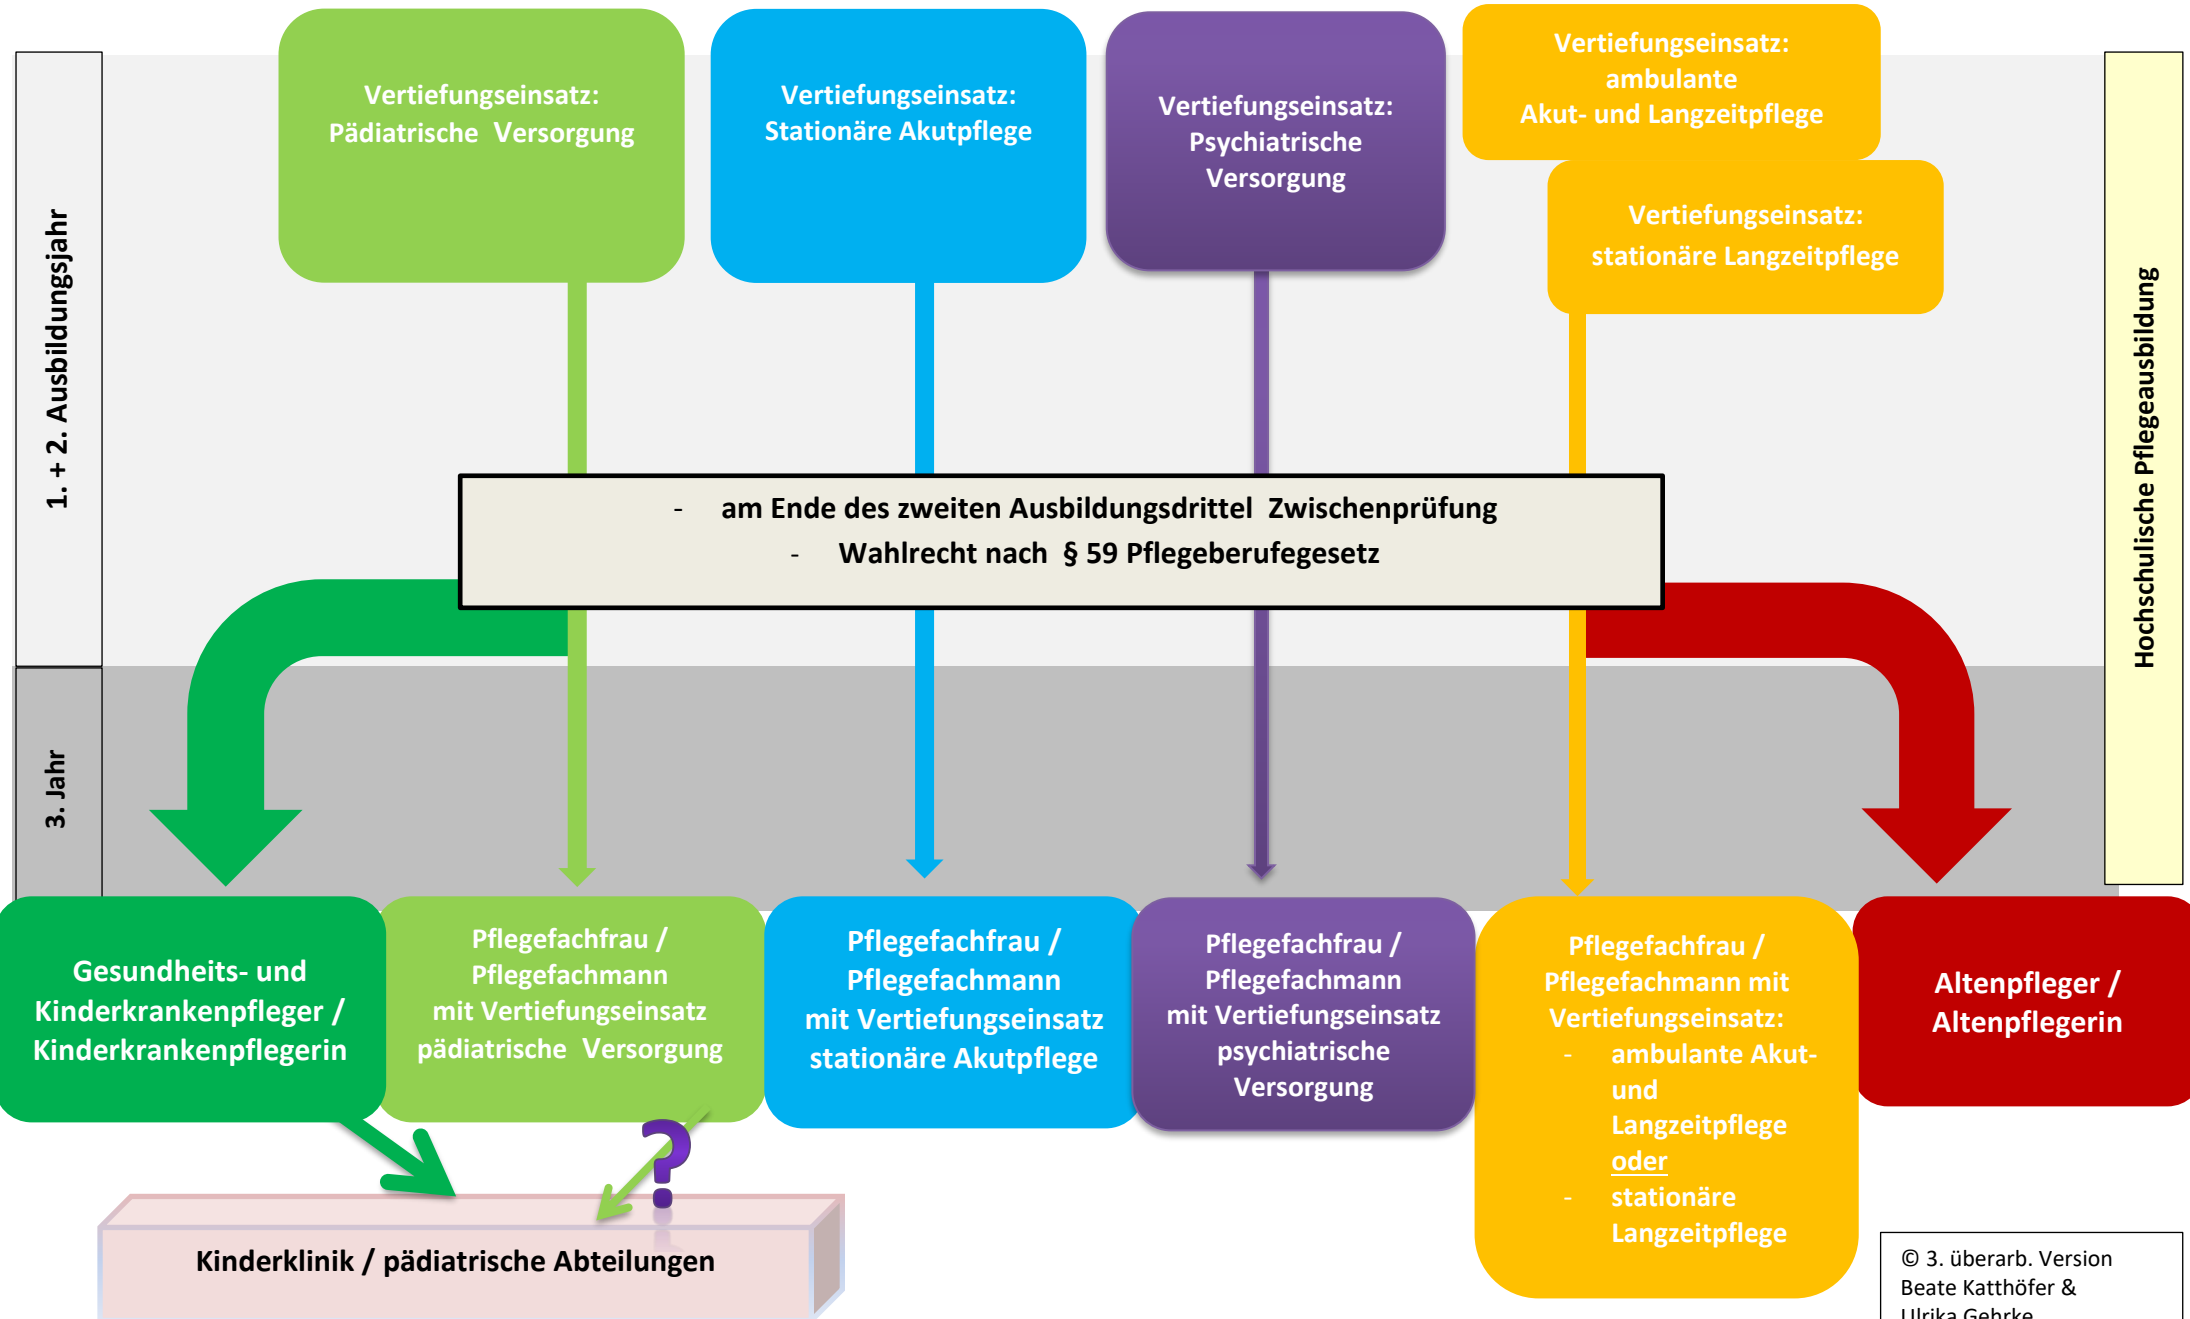 Vertiefungseinsatz:
Pädiatrische Versorgung
Vertiefungseinsatz:
Stationäre Akutpflege
Vertiefungseinsatz:
Psychiatrische
Versorgung
Vertiefungseinsatz:
ambulante
Akut- und Langzeitpflege
Vertiefungseinsatz:
stationäre Langzeitpflege
1. + 2. Ausbildungsjahr
Hochschulische Pflegeausbildung
- am Ende des zweiten Ausbildungsdrittel Zwischenprüfung
- Wahlrecht nach § 59 Pflegeberufegesetz
3. Jahr
Gesundheits- und
Kinderkrankenpfleger /
Kinderkrankenpflegerin
Pflegefachfrau /
Pflegefachmann
mit Vertiefungseinsatz
pädiatrische Versorgung
Pflegefachfrau /
Pflegefachmann
mit Vertiefungseinsatz
stationäre Akutpflege
Pflegefachfrau /
Pflegefachmann
mit Vertiefungseinsatz
psychiatrische
Versorgung
Pflegefachfrau /
Pflegefachmann mit
Vertiefungseinsatz:
- ambulante Akut-
und
Langzeitpflege
oder
- stationäre
Langzeitpflege
Altenpfleger /
Altenpflegerin
?
Kinderklinik / pädiatrische Abteilungen
© 3. überarb. Version
Beate Katthöfer &
Ulrika Gehrke